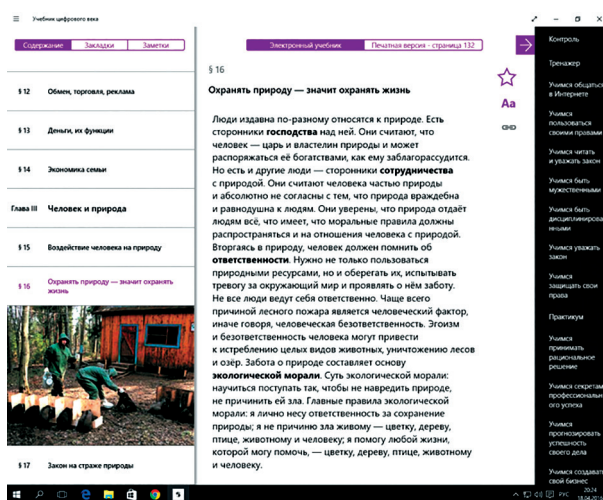 Учебник цифрового века
Содержание Закладки Заметки
§ 12 Обмен, торговля, реклама
§ 13 Деньги, их функции
§ 14 Экономика семьи
Глава III Человек и природа
§ 15 Воздействие человека на природу
§ 16 Охранять природу — значит охранять
жизнь
§ 17 Закон на страже природы
Электронный учебник Печатная версия - страница 132
§ 16
Охранять природу — значит охранять жизнь
Люди издавна по-разному относятся к природе. Есть
сторонники господства над ней. Они считают, что
человек — царь и властелин природы и может
распоряжаться её богатствами, как ему заблагорассудится.
Но есть и другие люди — сторонники сотрудничества
с природой. Они считают человека частью природы
и абсолютно не согласны с тем, что природа враждебна
и равнодушна к людям. Они уверены, что природа отдаёт
людям всё, что имеет, что моральные правила должны
распространяться и на отношения человека с природой.
Вторгаясь в природу, человек должен помнить об
ответственности. Нужно не только пользоваться
природными ресурсами, но и оберегать их, испытывать
тревогу за окружающий мир и проявлять о нём заботу.
Не все люди ведут себя ответственно. Чаще всего
причиной лесного пожара является человеческий фактор,
иначе говоря, человеческая безответственность. Эгоизм
и безответственность человека могут привести
к истреблению целых видов животных, уничтожению лесов
и озёр. Забота о природе составляет основу
экологической морали. Суть экологической морали:
научиться поступать так, чтобы не навредить природе,
не причинить ей зла. Главные правила экологической
морали: я лично несу ответственность за сохранение
природы; я не причиню зла живому — цветку, дереву,
птице, животному и человеку; я помогу любой жизни,
которой могу помочь, — цветку, дереву, птице, животному
и человеку.
Аа
Контроль
Тренажер
Учимся общаться
в Интернете
Учимся
пользоваться
своими правами
Учимся читать
и уважать закон
Учимся быть
мужественными
Учимся быть
дисциплинирова
нными
Учимся уважать
закон
Учимся
защищать свои
права
Практикум
Учимся
принимать
рациональное
решение
Учимся секретам
профессиональн
ого успеха
Учимся
прогнозировать
успешность
своего дела
Учимся создават
свой бизнес
РУС
20:24